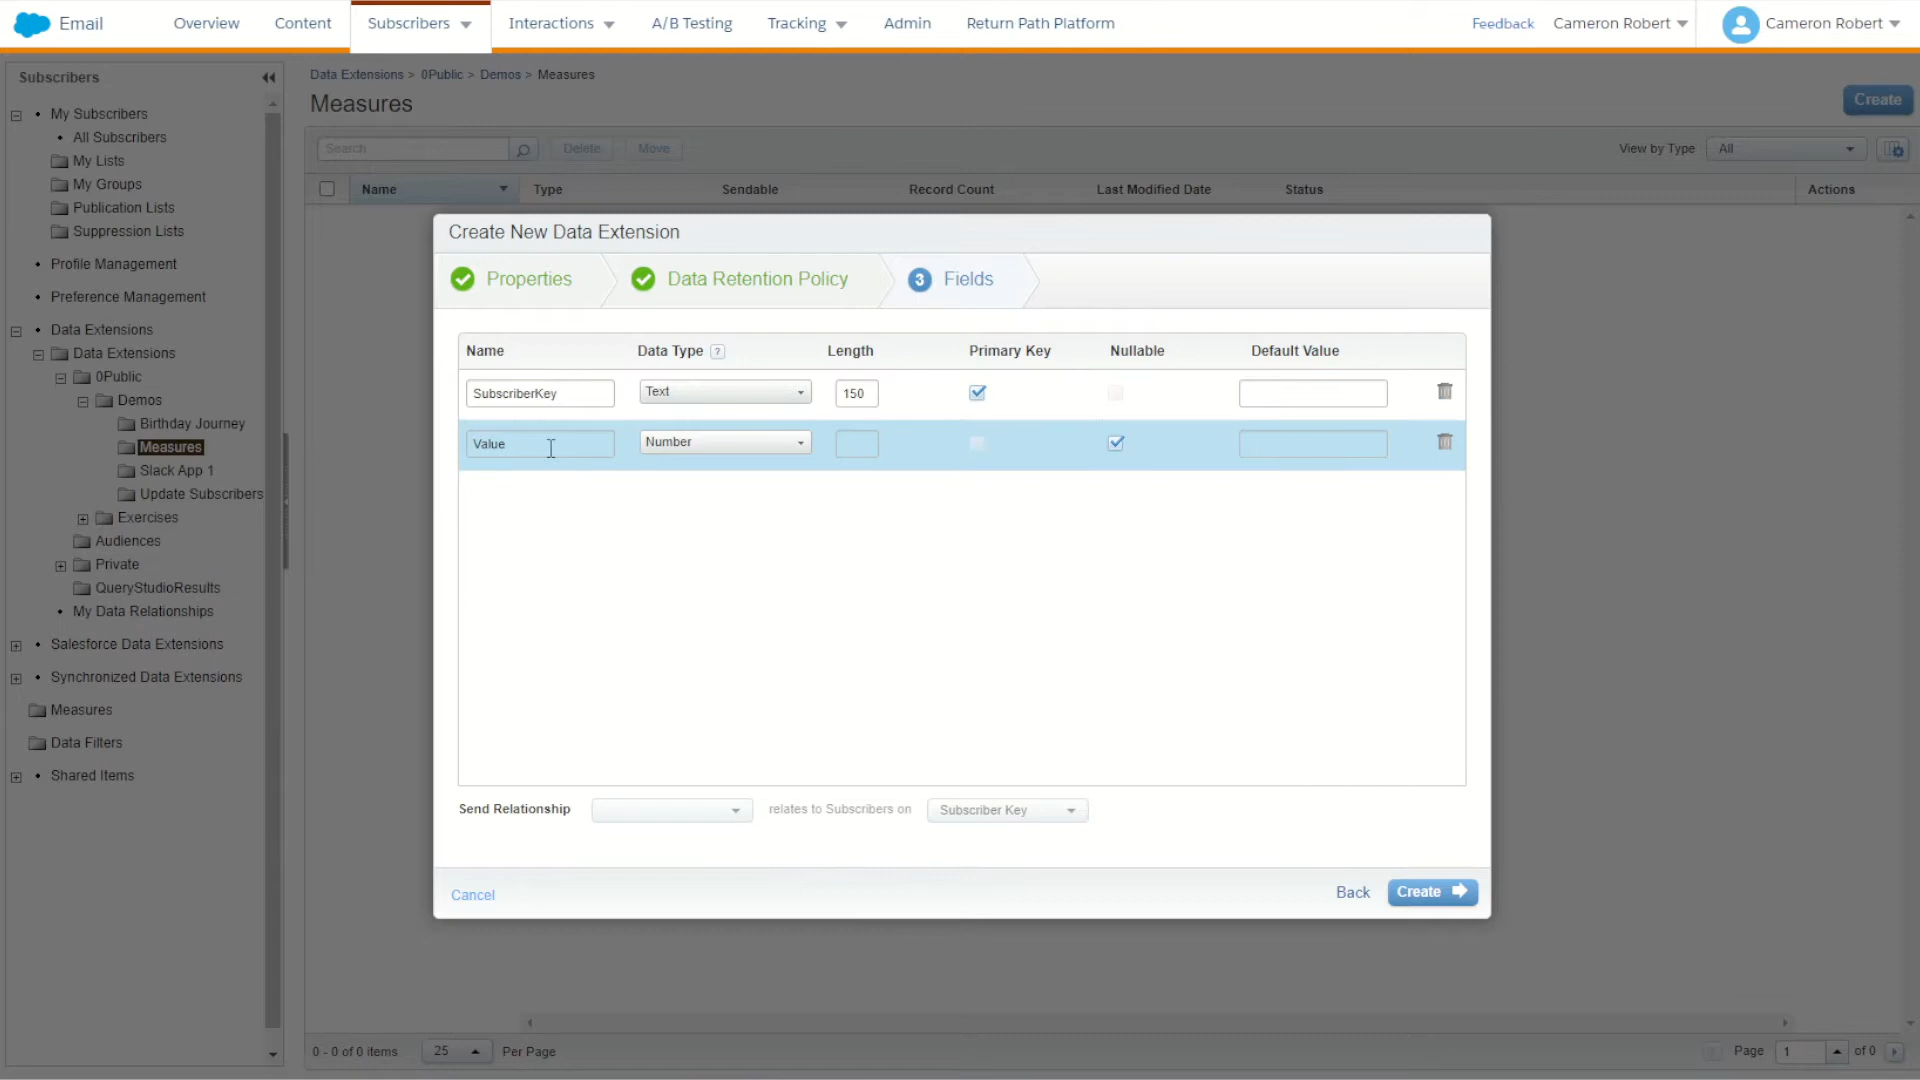 Email
Overview
Content
Subscribers
Interactions
A/B Testing
Tracking
Admin
Return Path Platform
Feedback
Cameron Robert
Cameron Robert
Subscribers
My Subscribers
All Subscribers
My Lists
My Groups
Publication Lists
Suppression Lists
Profile Management
Preference Management
Data Extensions
Data Extensions
0Public
Demos
Birthday Journey
Measures
Slack App 1
Update Subscribers
Exercises
Audiences
Private
QueryStudioResults
My Data Relationships
Salesforce Data Extensions
Synchronized Data Extensions
Measures
Data Filters
Shared Items
Data Extensions > 0Public > Demos > Measures
Measures
Create
Search
Delete
Move
View by Type
All
Name
Type
Sendable
Record Count
Last Modified Date
Status
Actions
Create New Data Extension
Properties
Data Retention Policy
3 Fields
Name
Data Type ?
Length
Primary Key
Nullable
Default Value
SubscriberKey
Text
150
Value
Number
Send Relationship
relates to Subscribers on
Subscriber Key
Cancel
Back
Create
0 - 0 of 0 items
25
Per Page
Page
1
of 0